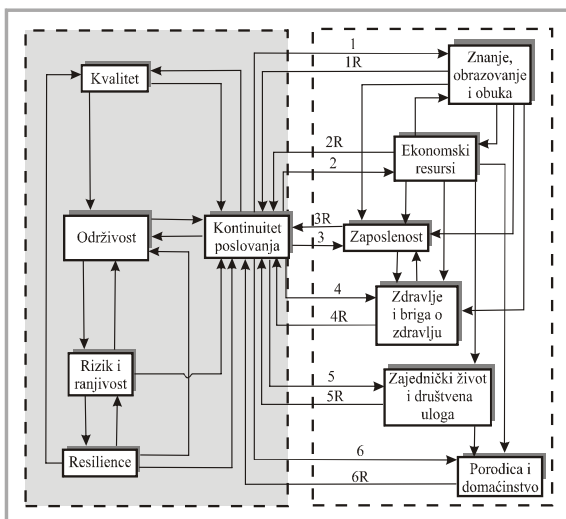 1
Znanje,
obrazovanje
i obuka
1R
Kvalitet
2R
Ekonomski
resursi
2
Održivost
Kontinuitet
poslovanja
3R
Zaposlenost
3
4
Zdravlje
i briga o
zdravlju
4R
Rizik i
ranjivost
5
Zajednički život
i društvena
uloga
5R
Resilience
6
Porodica i
domaćinstvo
6R